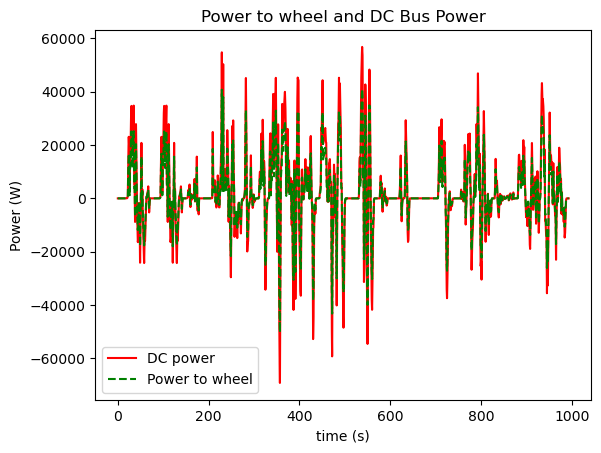 Power to wheel and DC Bus Power
Power (W)
60000
40000
20000
0
−20000
−40000
−60000
DC power
Power to wheel
0 200 400 600 800 1000
time (s)